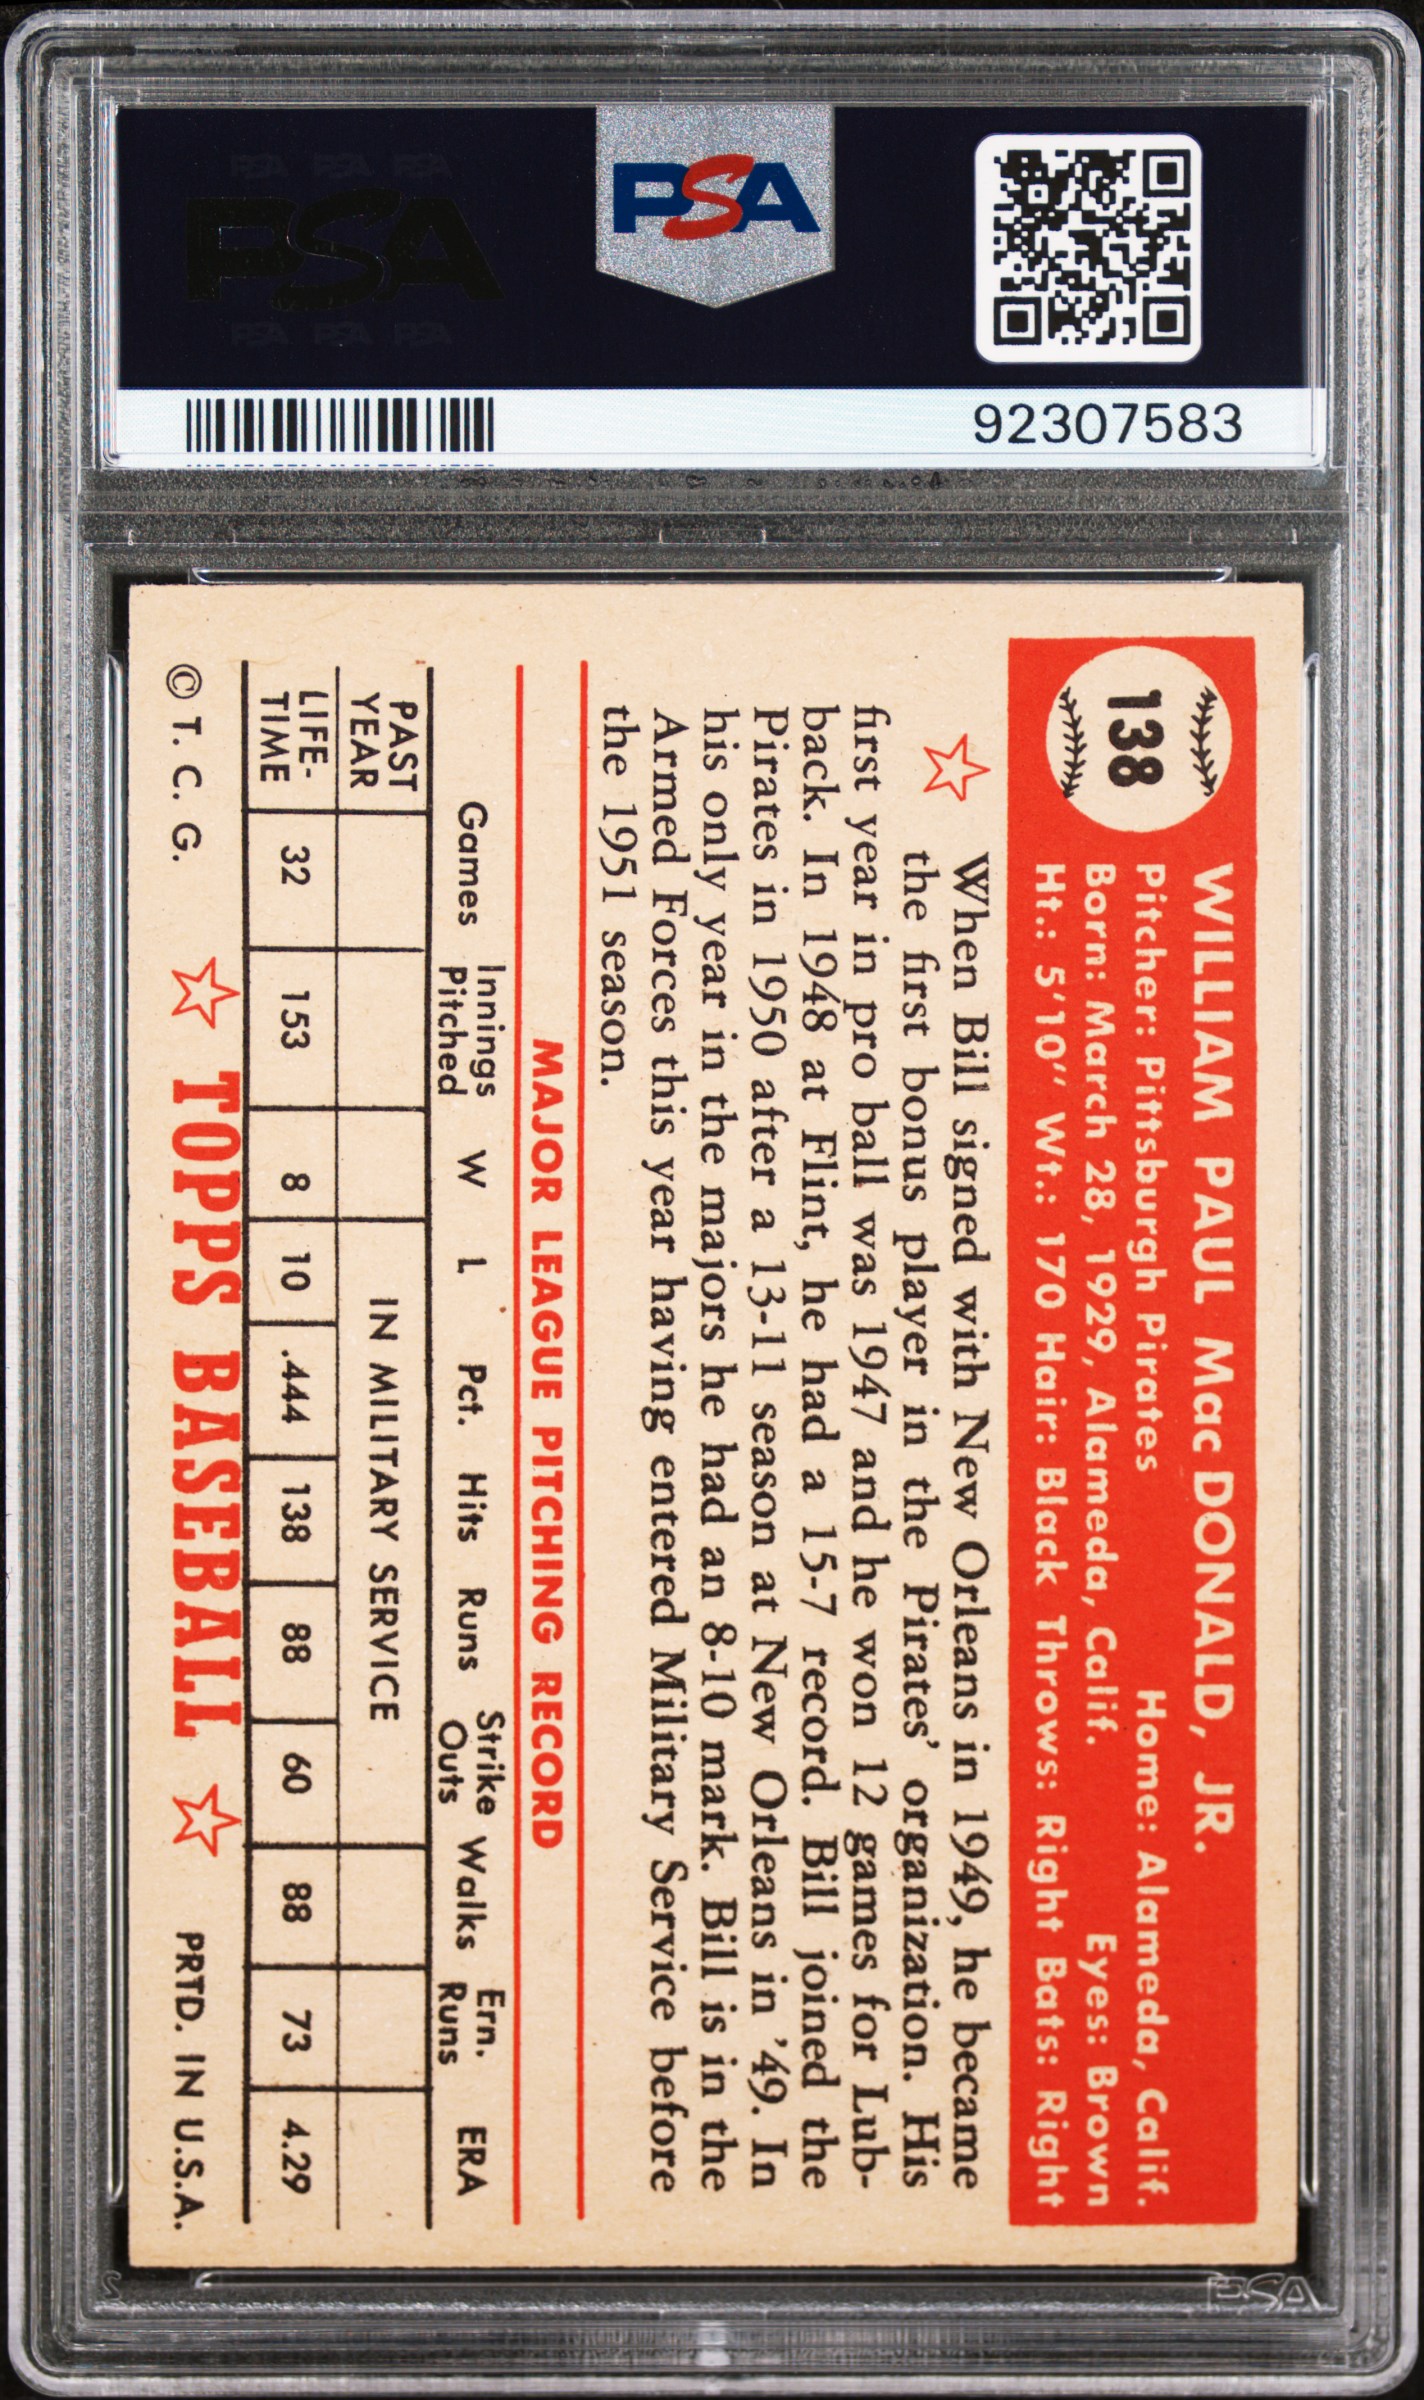 PSA PSA PSA
PSA
PSA PSA PSA
PSA
92307583
138
WILLIAM PAUL MacDONALD, JR.
Pitcher: Pittsburgh Pirates Home: Alameda, Calif.
Born: March 28, 1929, Alameda, Calif. Eyes: Brown
Ht.: 5'10" Wt.: 170 Hair: Black Throws: Right Bats: Right
When Bill signed with New Orleans in 1949, he became
the first bonus player in the Pirates' organization. His
first year in pro ball was 1947 and he won 12 games for Lub-
back. In 1948 at Flint, he had a 15-7 record. Bill joined the
Pirates in 1950 after a 13-11 season at New Orleans in '49. In
his only year in the majors he had an 8-10 mark. Bill is in the
Armed Forces this year having entered Military Service before
the 1951 season.
MAJOR LEAGUE PITCHING RECORD
Games Innings Pitched W L Pct. Hits Runs Strike Outs Walks Ern. Runs ERA
PAST YEAR IN MILITARY SERVICE
LIFE-TIME 32 153 8 10 .444 138 88 60 88 73 4.29
© T. C. G. TOPPS BASEBALL PRTD. IN U.S.A.
PSA